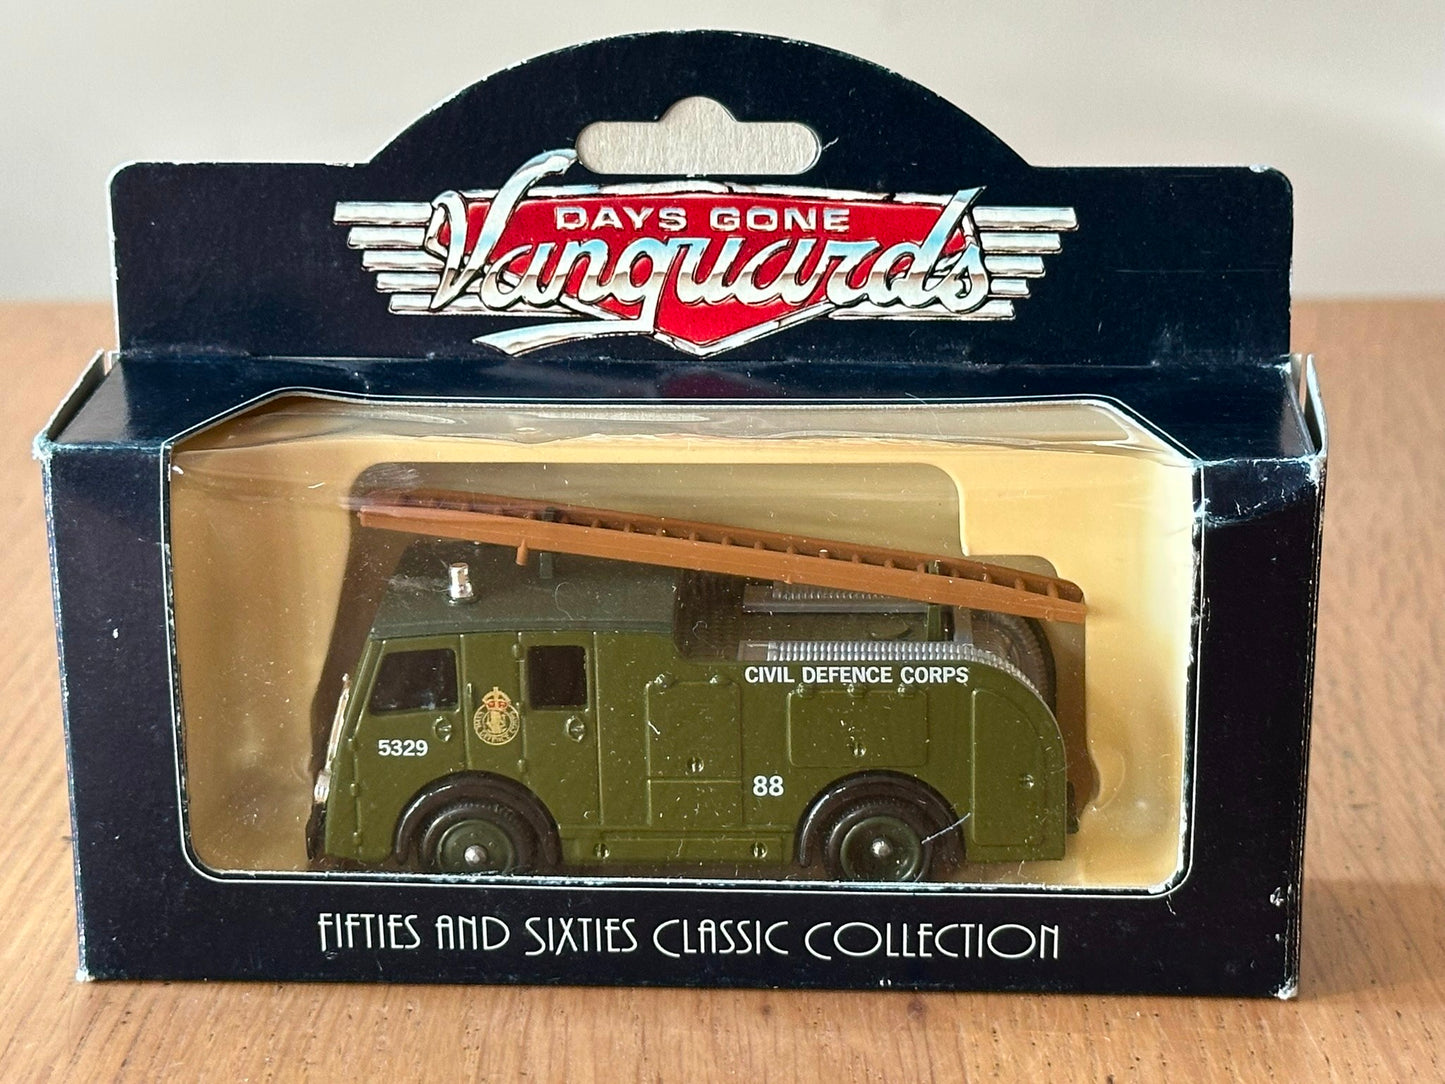 DAYS GONE
Vanguards
CIVIL DEFENCE CORPS
5329
88
FIFTIES AND SIXTIES CLASSIC COLLECTION